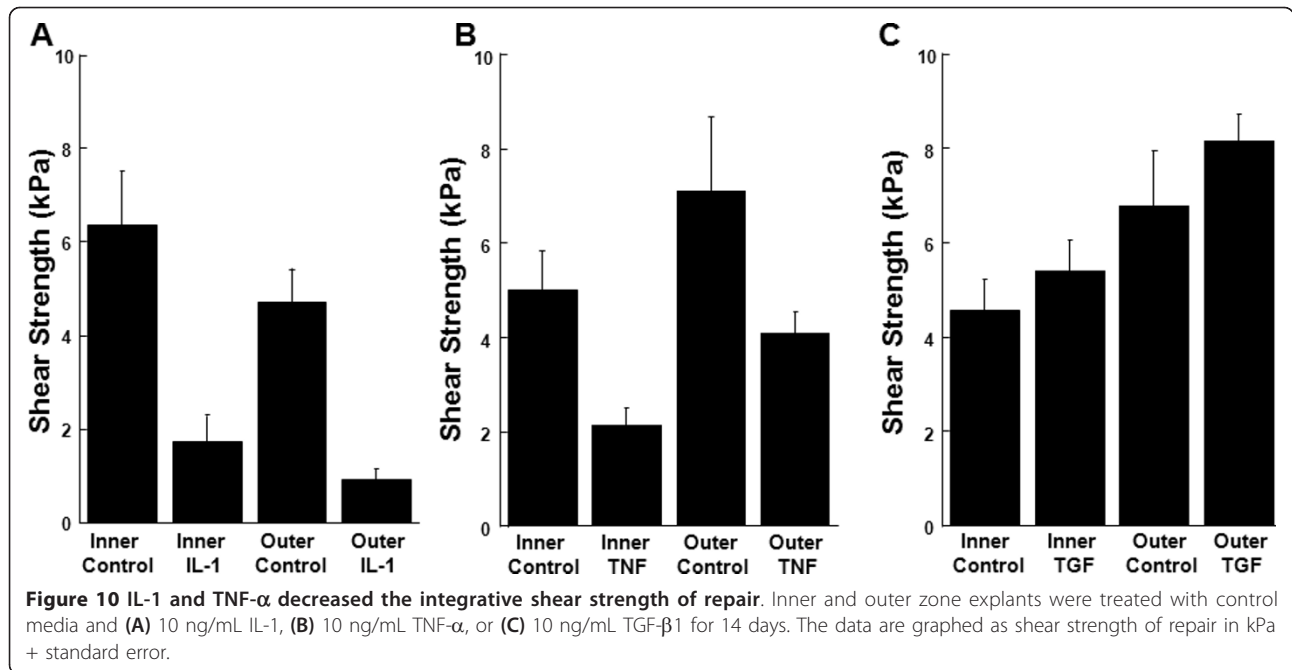 A
10
8
6
4
2
0
Shear Strength (kPa)
Inner Control
Inner IL-1
Outer Control
Outer IL-1
B
10
8
6
4
2
0
Shear Strength (kPa)
Inner Control
Inner TNF
Outer Control
Outer TNF
C
10
8
6
4
2
0
Shear Strength (kPa)
Inner Control
Inner TGF
Outer Control
Outer TGF
Figure 10 IL-1 and TNF-α decreased the integrative shear strength of repair. Inner and outer zone explants were treated with control
media and (A) 10 ng/mL IL-1, (B) 10 ng/mL TNF-α, or (C) 10 ng/mL TGF-β1 for 14 days. The data are graphed as shear strength of repair in kPa
+ standard error.